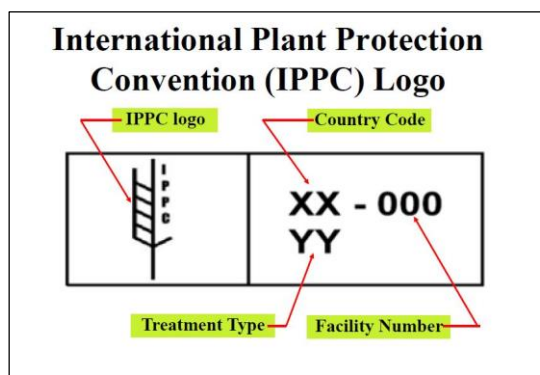 International Plant Protection
Convention (IPPC) Logo
IPPC logo
Country Code
I
P
P
C
XX - 000
YY
Treatment Type
Facility Number